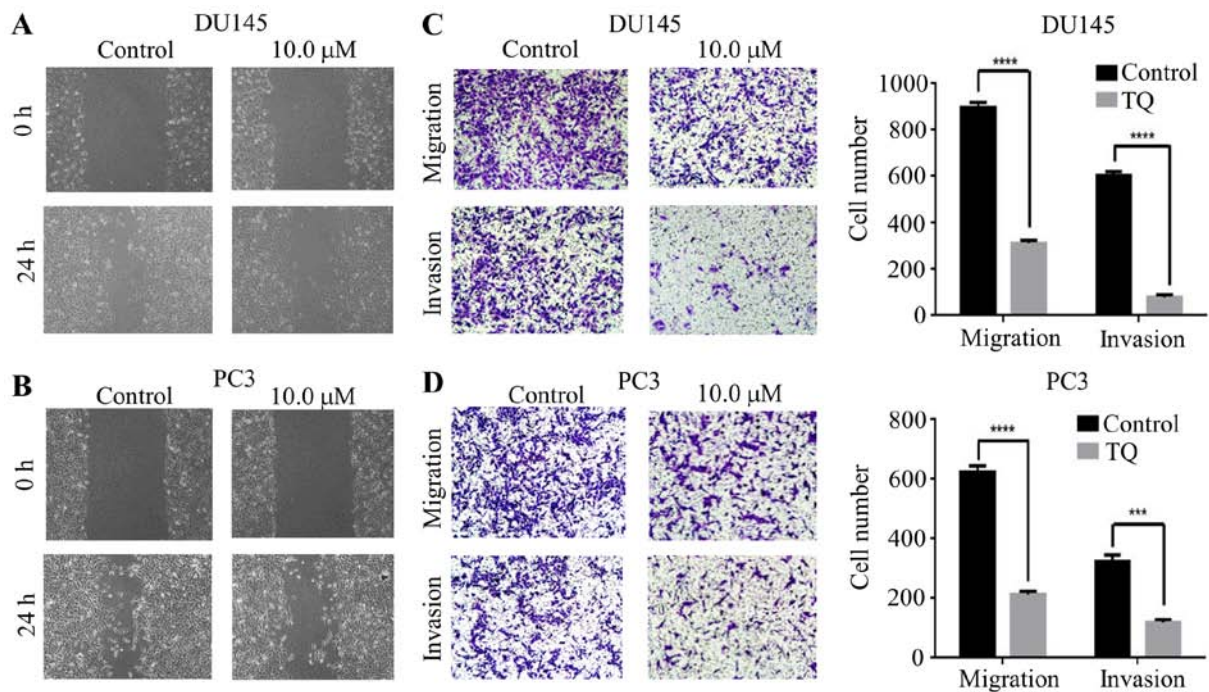 A
DU145
Control
10.0 μM
0 h
24 h
B
PC3
Control
10.0 μM
0 h
24 h
C
DU145
Control
10.0 μM
Migration
Invasion
DU145
Control
TQ
****
****
Cell number
1000
800
600
400
200
0
Migration
Invasion
D
PC3
Control
10.0 μM
Migration
Invasion
PC3
Control
TQ
****
***
Cell number
800
600
400
200
0
Migration
Invasion